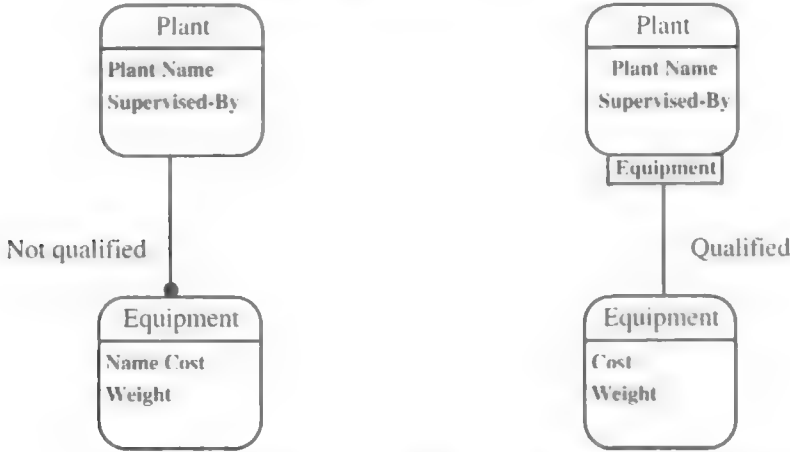 Plant
Plant Name
Supervised-By
Not qualified
Equipment
Name Cost
Weight
Plant
Plant Name
Supervised-By
Equipment
Qualified
Equipment
Cost
Weight